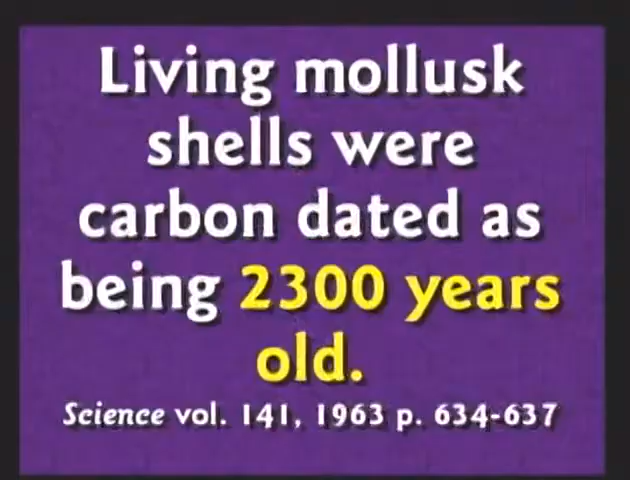 Living mollusk
shells were
carbon dated as
being 2300 years
old.
Science vol. 141, 1963 p. 634-637